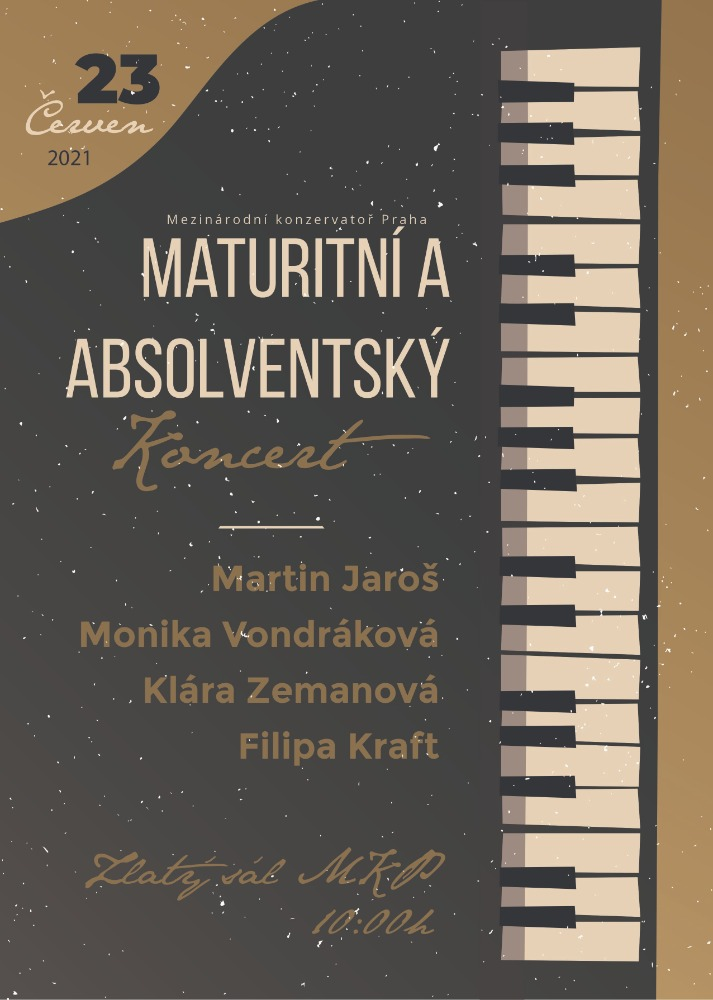 23
Červen
2021
Mezinárodní konzervatoř Praha
MATURITNÍ A
ABSOLVENTSKÝ
Koncert
Martin Jaroš
Monika Vondráková
Klára Zemanová
Filipa Kraft
Zlatý sál MKP
10:00h